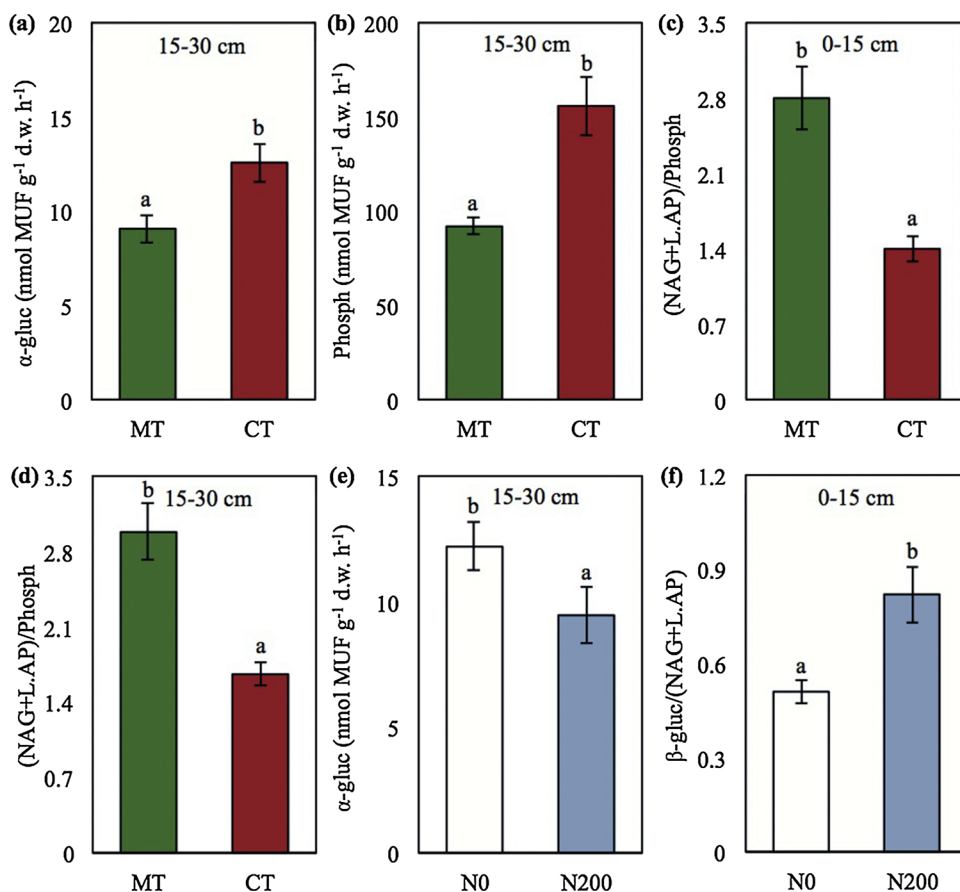 (a)
15-30 cm
α-gluc (nmol MUF g⁻¹ d.w. h⁻¹)
20
15
10
5
0
a
b
MT CT
(b)
15-30 cm
Phosph (nmol MUF g⁻¹ d.w. h⁻¹)
200
150
100
50
0
a
b
MT CT
(c)
0-15 cm
(NAG+L.AP)/Phosph
3.5
2.8
2.1
1.4
0.7
0
b
a
MT CT
(d)
15-30 cm
(NAG+L.AP)/Phosph
3.5
2.8
2.1
1.4
0.7
0
b
a
MT CT
(e)
15-30 cm
α-gluc (nmol MUF g⁻¹ d.w. h⁻¹)
15
10
5
0
b
a
N0 N200
(f)
0-15 cm
β-gluc/(NAG+L.AP)
1.2
0.9
0.6
0.3
0
a
b
N0 N200